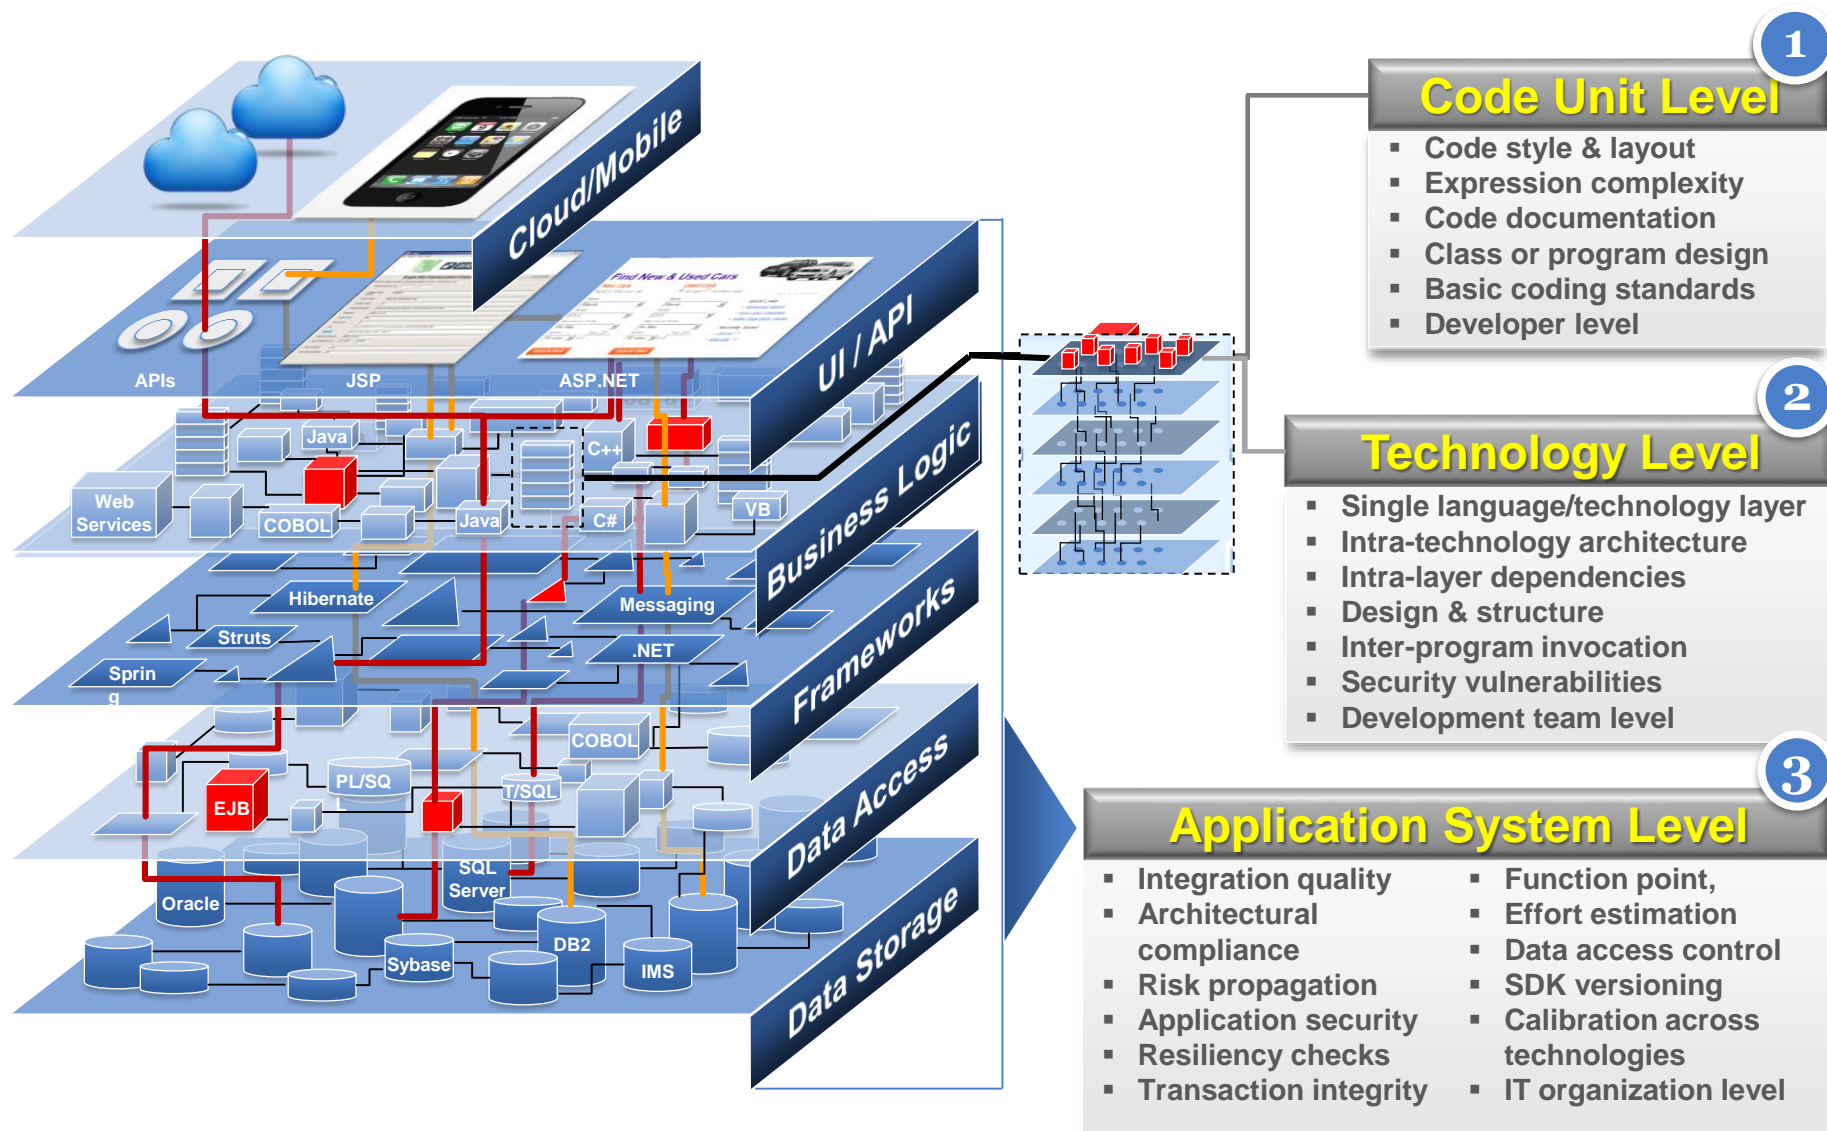 Cloud/Mobile
Find New & Used Cars
UI / API
APIs
JSP
ASP.NET
Java
C++
Web
Services
COBOL
Java
C#
VB
Business Logic
Hibernate
Messaging
Struts
.NET
Sprin
g
Frameworks
COBOL
PL/SQ
L
T/SQL
EJB
Data Access
SQL
Server
Oracle
DB2
Sybase
IMS
Data Storage
1
Code Unit Level
▪ Code style & layout
▪ Expression complexity
▪ Code documentation
▪ Class or program design
▪ Basic coding standards
▪ Developer level
2
Technology Level
▪ Single language/technology layer
▪ Intra-technology architecture
▪ Intra-layer dependencies
▪ Design & structure
▪ Inter-program invocation
▪ Security vulnerabilities
▪ Development team level
3
Application System Level
▪ Integration quality
▪ Architectural
compliance
▪ Risk propagation
▪ Application security
▪ Resiliency checks
▪ Transaction integrity
▪ Function point,
▪ Effort estimation
▪ Data access control
▪ SDK versioning
▪ Calibration across
technologies
▪ IT organization level